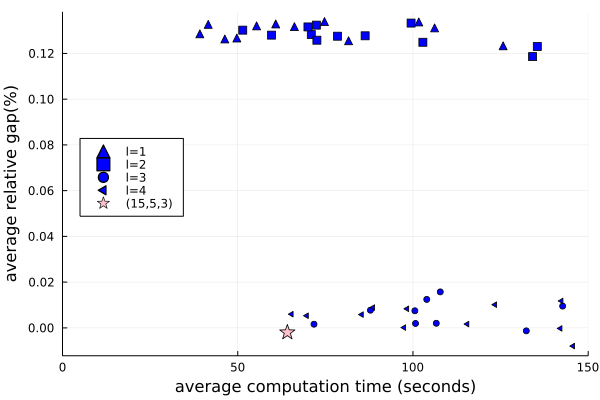 0.12
0.10
0.08
0.06
0.04
0.02
0.00
average relative gap(%)
l=1
l=2
l=3
l=4
(15,5,3)
0 50 100 150
average computation time (seconds)